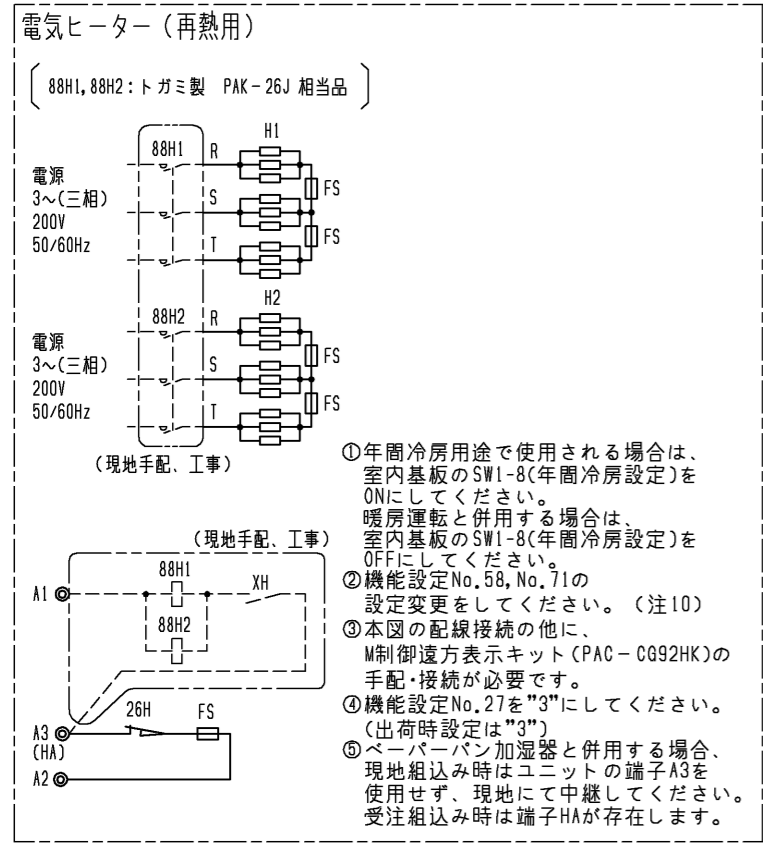 電気ヒーター（再熱用）
88H1,88H2：トガミ製 PAK－26J 相当品
H1
88H1
R
電源
3～(三相)
200V
50/60Hz
FS
S
FS
T
H2
88H2
R
電源
3～(三相)
200V
50/60Hz
FS
S
FS
T
(現地手配、工事)
①年間冷房用途で使用される場合は、
室内基板のSW1-8(年間冷房設定)を
ONにしてください。
暖房運転と併用する場合は、
室内基板のSW1-8(年間冷房設定)を
OFFにしてください。
②機能設定No.58,No.71の
設定変更をしてください。（注10）
③本図の配線接続の他に、
M制御遠方表示キット(PAC－CG92HK)の
手配・接続が必要です。
④機能設定No.27を”3”にしてください。
(出荷時設定は”3”)
⑤ペーパーパン加湿器と併用する場合、
現地組込み時はユニットの端子A3を
使用せず、現地にて中継してください。
受注組込み時は端子HAが存在します。
(現地手配、工事)
88H1
XH
A1
88H2
26H
FS
A3
(HA)
A2